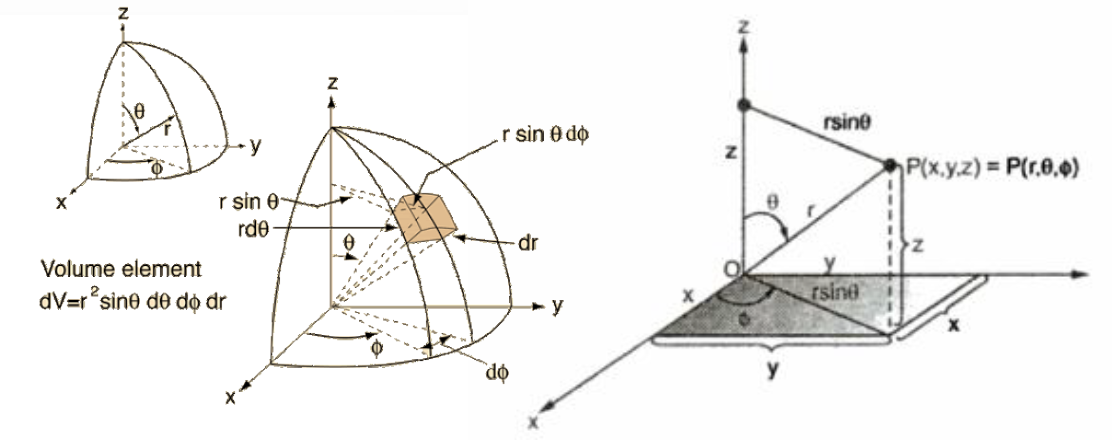 z
θ
r
y
ϕ
x
Volume element
dV=r²sinθ dθ dϕ dr
z
r sin θ dϕ
r sin θ
rdθ
θ
dr
y
ϕ
dϕ
x
z
rsinθ
z
P(x,y,z) = P(r,θ,ϕ)
θ
r
z
O
y
x
rsinθ
ϕ
x
y
x